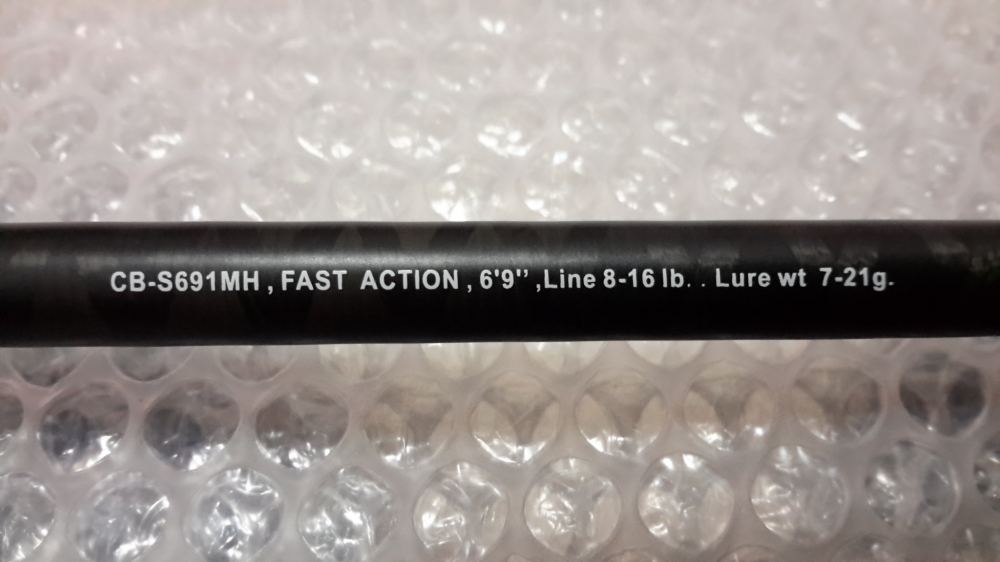 CB-S691MH , FAST ACTION , 6'9'' ,Line 8-16 lb. . Lure wt 7-21g.